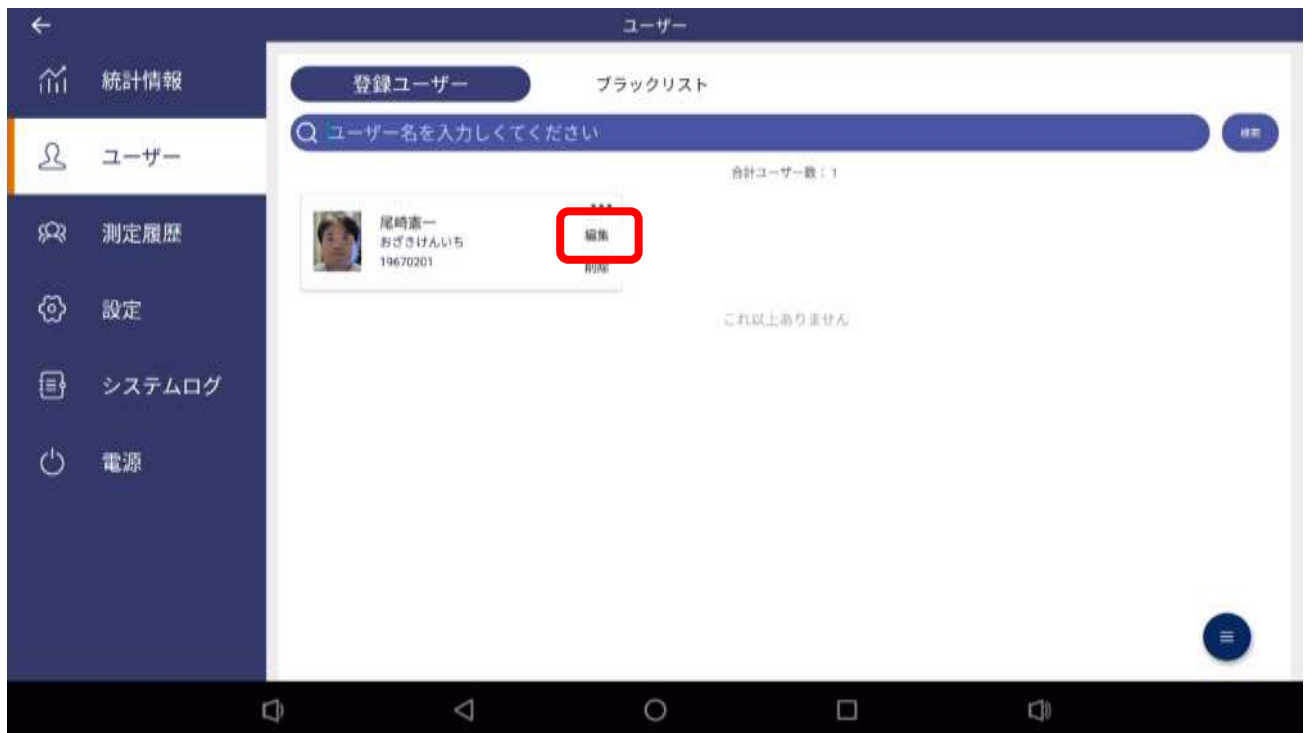 ユーザー
統計情報
ユーザー
測定履歴
設定
システムログ
電源
登録ユーザー
ブラックリスト
ユーザー名を入力しくてください
検索
合計ユーザー数：1
尾崎憲一
おざきけんいち
19670201
編集
削除
これ以上ありません